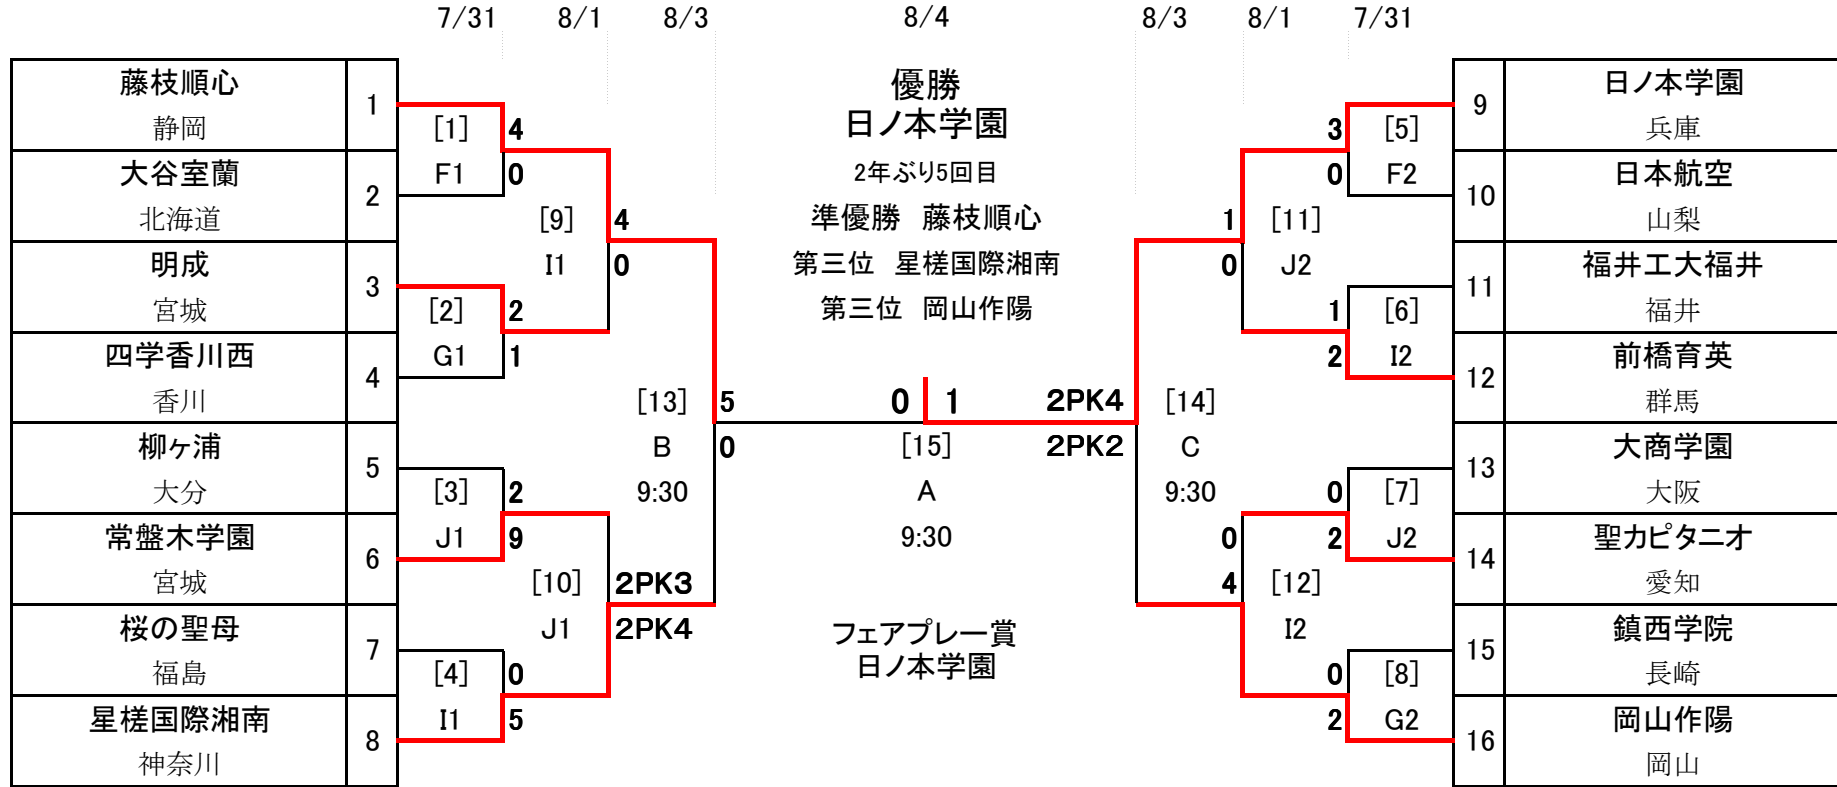 7/31 8/1 8/3 8/4 8/3 8/1 7/31
藤枝順心
静岡
1
大谷室蘭
北海道
2
明成
宮城
3
四学香川西
香川
4
柳ヶ浦
大分
5
常盤木学園
宮城
6
桜の聖母
福島
7
星槎国際湘南
神奈川
8
[1] 4
F1 0
[2] 2
G1 1
[3] 2
J1 9
[4] 0
I1 5
[9] 4
I1 0
[10] 2PK3
J1 2PK4
[13] 5
B 0
9:30
優勝
日ノ本学園
2年ぶり5回目
準優勝 藤枝順心
第三位 星槎国際湘南
第三位 岡山作陽
0 1
[15]
A
9:30
フェアプレー賞
日ノ本学園
2PK4 [14]
2PK2 C
9:30
1 [11]
0 J2
0 [12]
4 I2
3 [5]
0 F2
1 [6]
2 I2
0 [7]
2 J2
0 [8]
2 G2
9
日ノ本学園
兵庫
10
日本航空
山梨
11
福井工大福井
福井
12
前橋育英
群馬
13
大商学園
大阪
14
聖カピタニオ
愛知
15
鎮西学院
長崎
16
岡山作陽
岡山